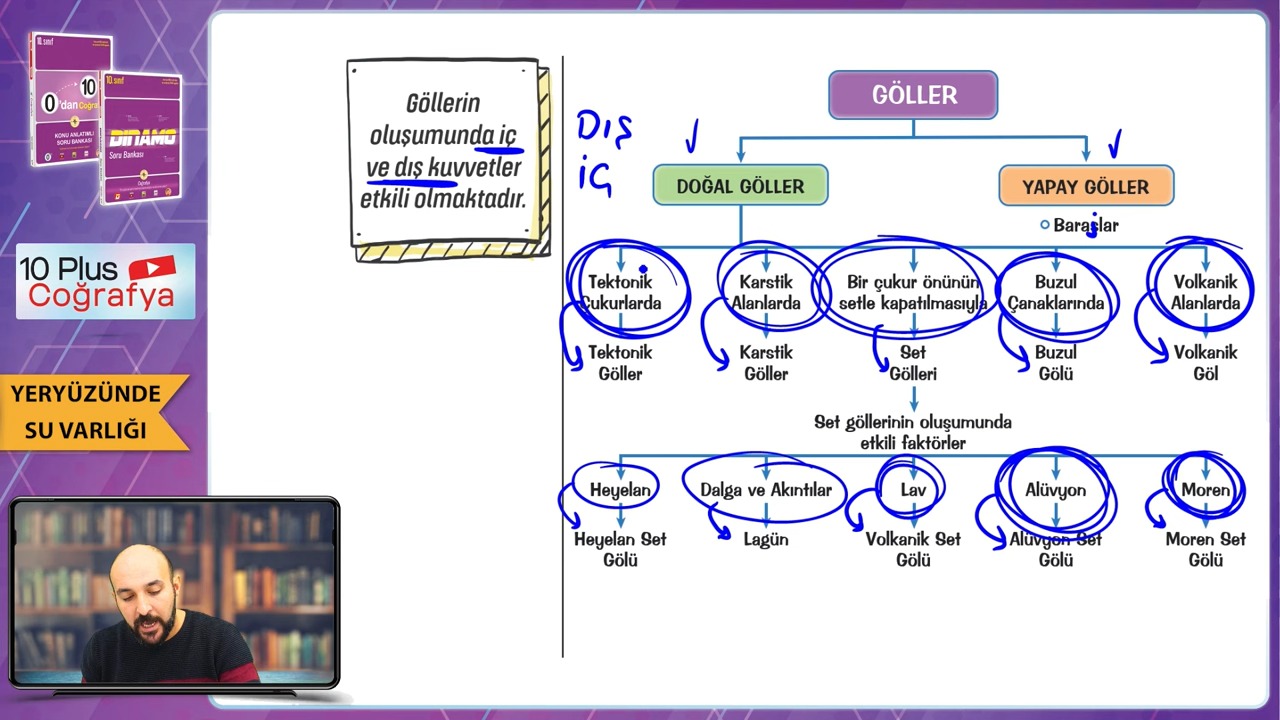 10. sınıf
0'dan
10
KONU ANLATIMLI
SORU BANKASI
10. sınıf
DİNAMO
Soru Bankası
10 Plus
Coğrafya
YERYÜZÜNDE
SU VARLIĞI
Göllerin
oluşumunda iç
ve dış kuvvetler
etkili olmaktadır.
DIŞ
İÇ
GÖLLER
DOĞAL GÖLLER
YAPAY GÖLLER
Barajlar
Tektonik
Çukurlarda
Karstik
Alanlarda
Bir çukur önünün
setle kapatılmasıyla
Buzul
Çanaklarında
Volkanik
Alanlarda
Tektonik
Göller
Karstik
Göller
Set
Gölleri
Buzul
Gölü
Volkanik
Göl
Set göllerinin oluşumunda
etkili faktörler
Heyelan
Dalga ve Akıntılar
Lav
Alüvyon
Moren
Heyelan Set
Gölü
Lagün
Volkanik Set
Gölü
Alüvyon Set
Gölü
Moren Set
Gölü